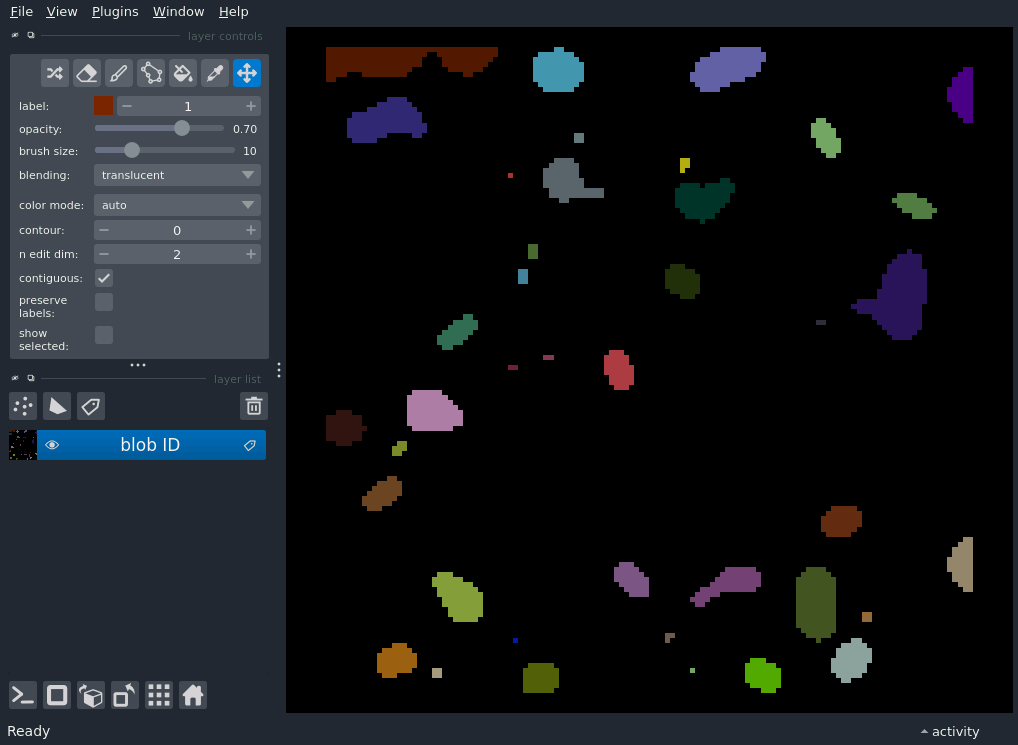 File View Plugins Window Help
layer controls
label: 1
opacity: 0.70
brush size: 10
blending: translucent
color mode: auto
contour: 0
n edit dim: 2
contiguous:
preserve
labels:
show
selected:
layer list
blob ID
Ready
activity